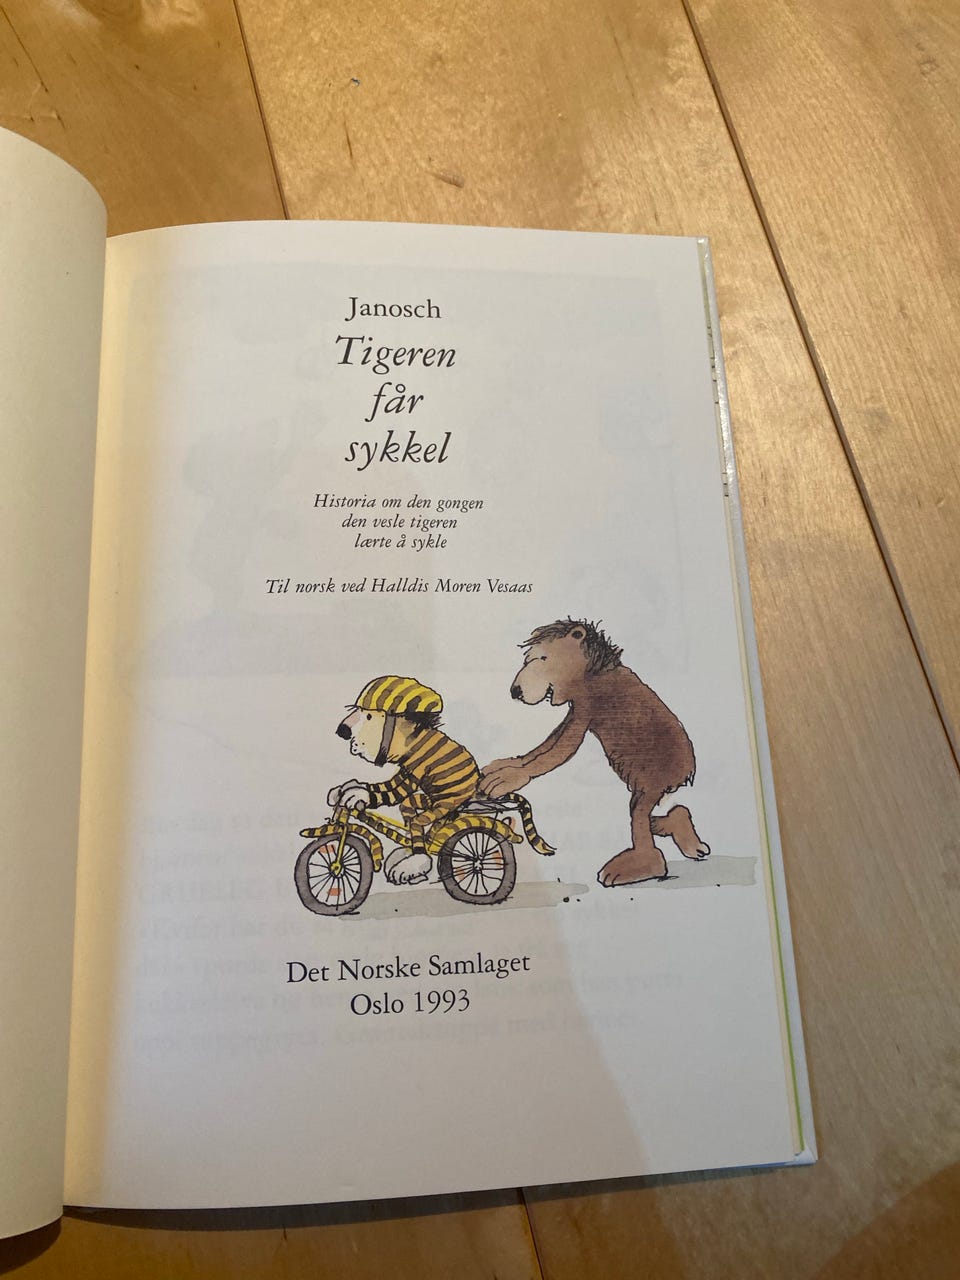 Janosch
Tigeren
får
sykkel
Historia om den gongen
den vesle tigeren
lærte å sykle
Til norsk ved Halldis Moren Vesaas
Det Norske Samlaget
Oslo 1993